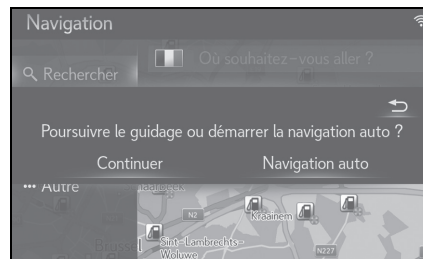 Navigation
Où souhaitez-vous aller ?
Rechercher
Poursuivre le guidage ou démarrer la navigation auto ?
Continuer Navigation auto
Autre
N2
Kraainem
Sint-Lambrechts-
Woluwe
N227